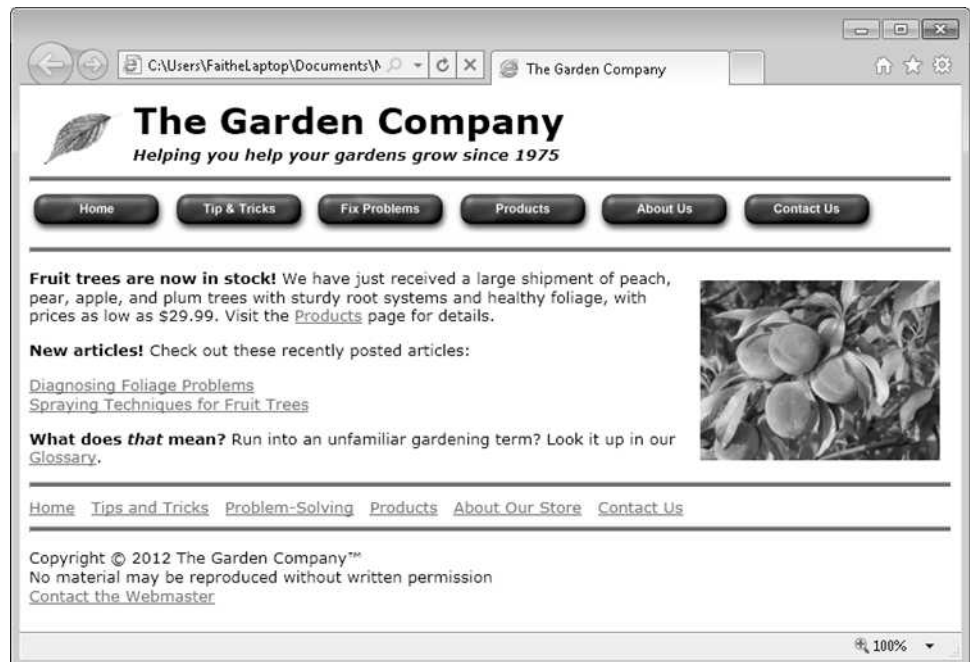 C:\Users\FaitheLaptop\Documents\
The Garden Company
The Garden Company
Helping you help your gardens grow since 1975
Home Tip & Tricks Fix Problems Products About Us Contact Us
Fruit trees are now in stock! We have just received a large shipment of peach,
pear, apple, and plum trees with sturdy root systems and healthy foliage, with
prices as low as $29.99. Visit the Products page for details.
New articles! Check out these recently posted articles:
Diagnosing Foliage Problems
Spraying Techniques for Fruit Trees
What does that mean? Run into an unfamiliar gardening term? Look it up in our
Glossary.
Home Tips and Tricks Problem-Solving Products About Our Store Contact Us
Copyright © 2012 The Garden Company™
No material may be reproduced without written permission
Contact the Webmaster
100%